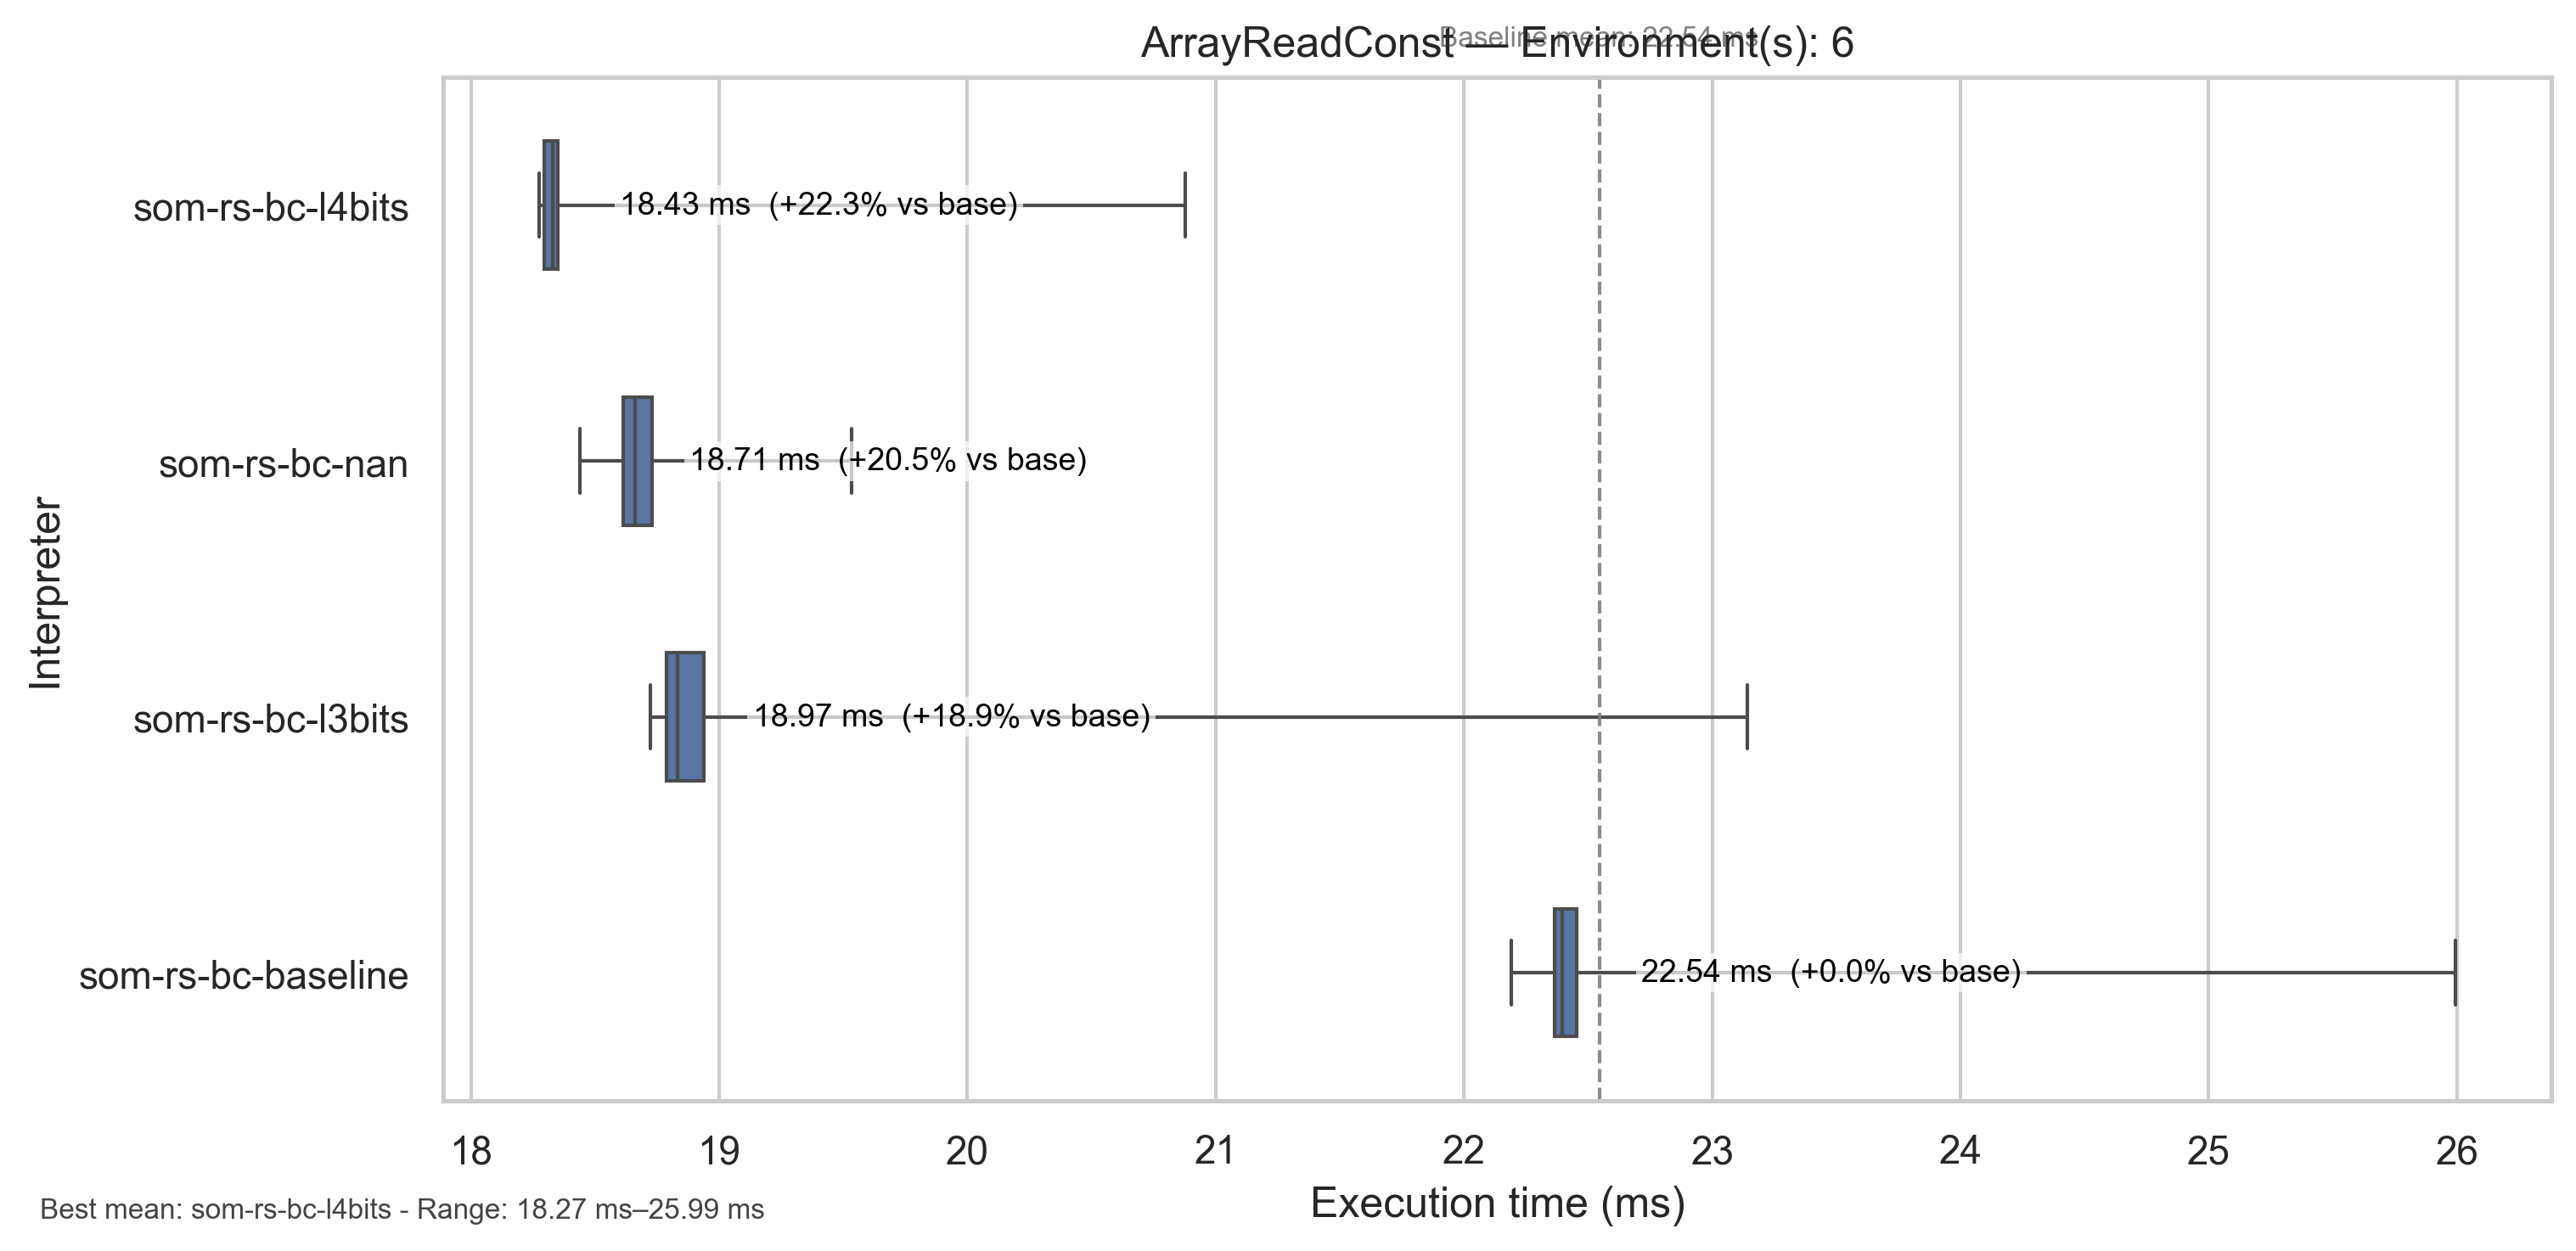 Baseline mean: 22.54 ms
ArrayReadConst — Environment(s): 6
Interpreter
som-rs-bc-l4bits
18.43 ms (+22.3% vs base)
som-rs-bc-nan
18.71 ms (+20.5% vs base)
som-rs-bc-l3bits
18.97 ms (+18.9% vs base)
som-rs-bc-baseline
22.54 ms (+0.0% vs base)
18 19 20 21 22 23 24 25 26
Execution time (ms)
Best mean: som-rs-bc-l4bits - Range: 18.27 ms–25.99 ms